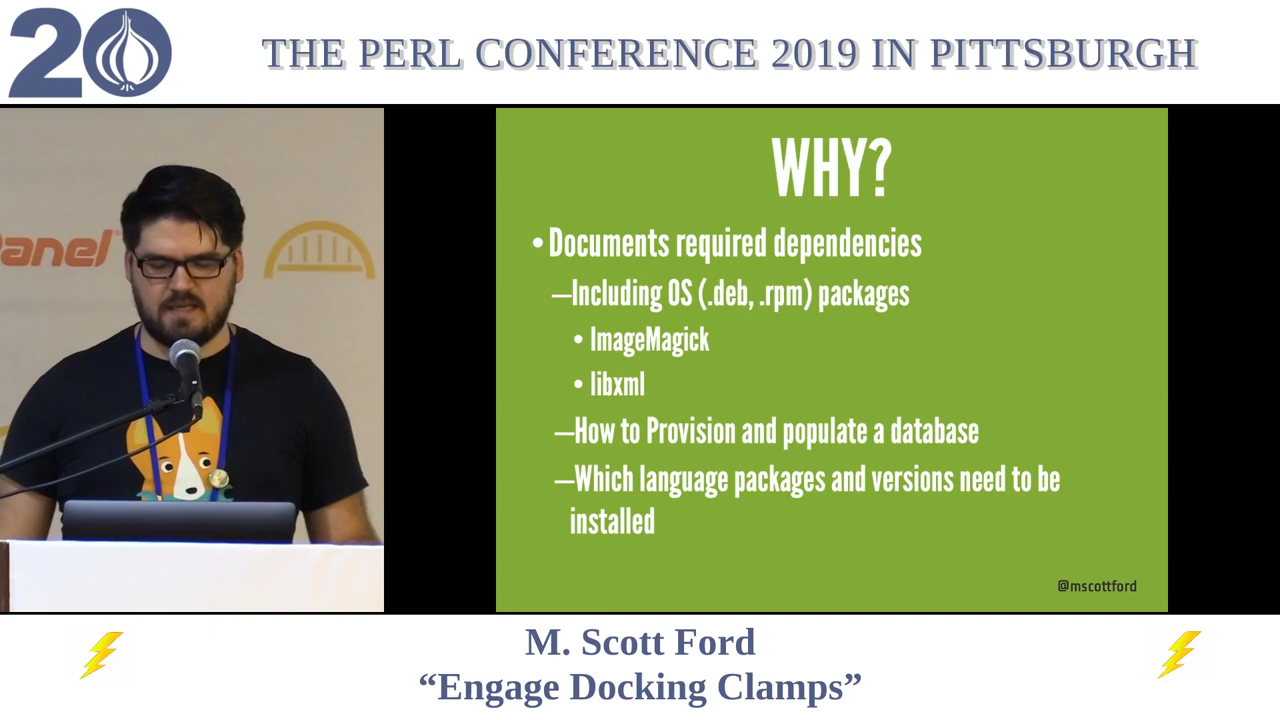 20
THE PERL CONFERENCE 2019 IN PITTSBURGH
anel
WHY?
• Documents required dependencies
–Including OS (.deb, .rpm) packages
• ImageMagick
• libxml
–How to Provision and populate a database
–Which language packages and versions need to be
installed
@mscottford
M. Scott Ford
“Engage Docking Clamps”